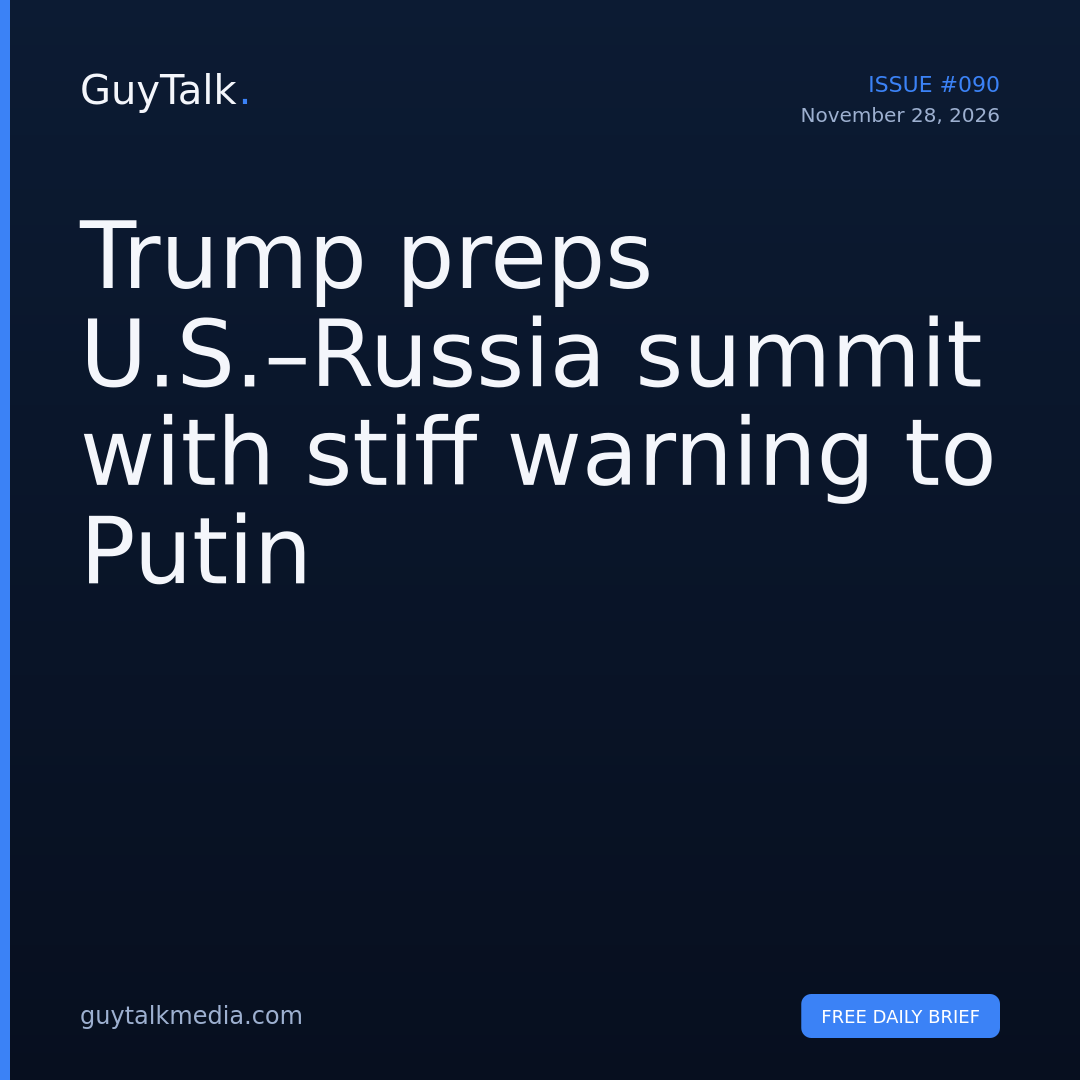 GuyTalk.
ISSUE #090
November 28, 2026
Trump preps
U.S.–Russia summit
with stiff warning to
Putin
guytalkmedia.com
FREE DAILY BRIEF